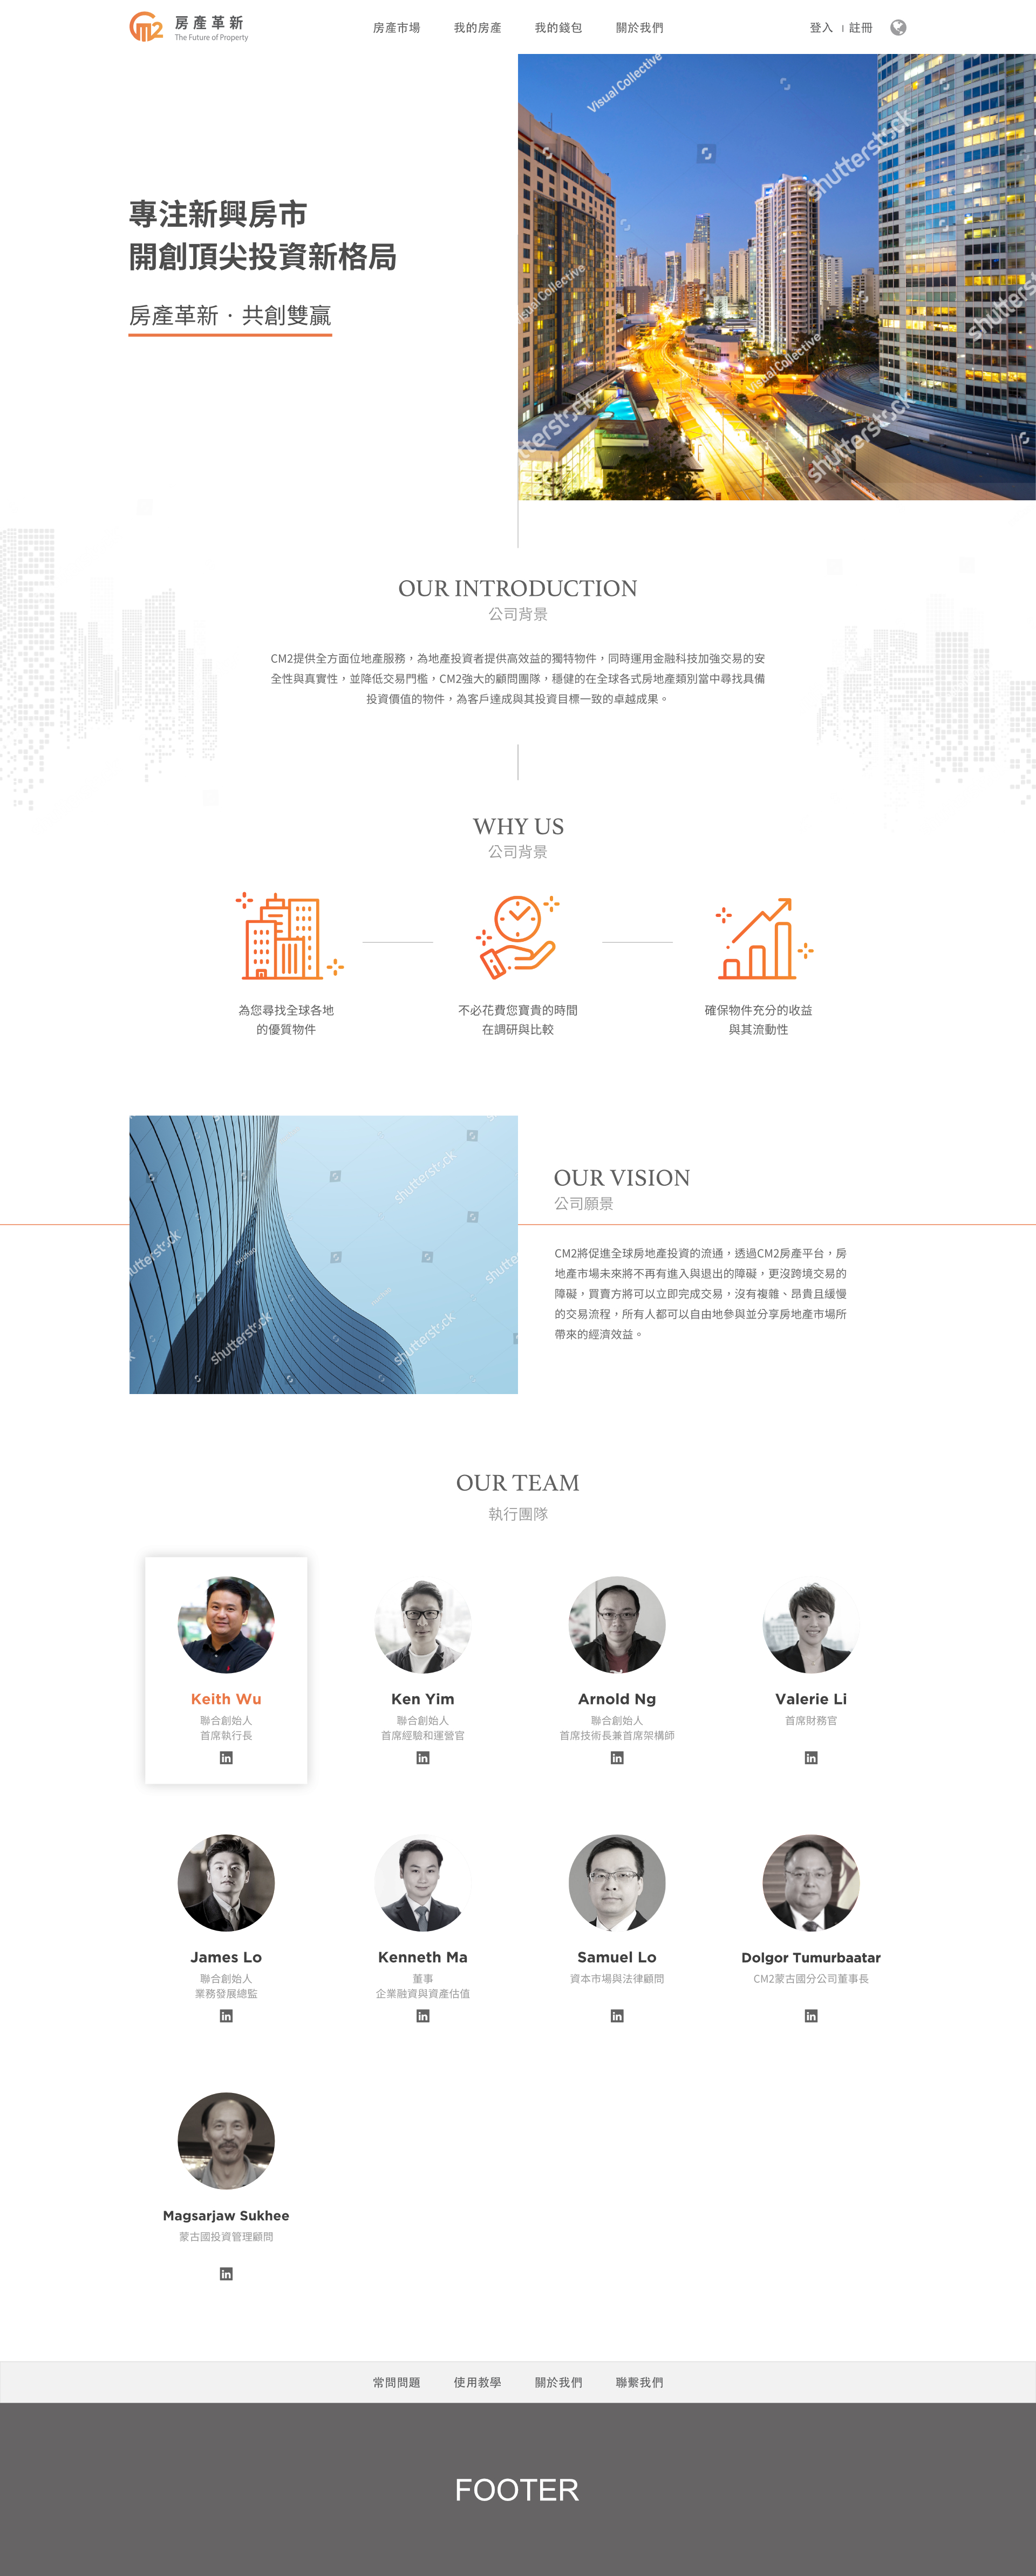 CM2
房產革新
The Future of Property
房產市場
我的房產
我的錢包
關於我們
登入 | 註冊
Visual Collective
shutterstock
專注新興房市
開創頂尖投資新格局
房產革新 · 共創雙贏
OUR INTRODUCTION
公司背景
CM2提供全方面位地產服務，為地產投資者提供高效益的獨特物件，同時運用金融科技加強交易的安
全性與真實性，並降低交易門檻，CM2強大的顧問團隊，穩健的在全球各式房地產類別當中尋找具備
投資價值的物件，為客戶達成與其投資目標一致的卓越成果。
WHY US
公司背景
為您尋找全球各地
的優質物件
不必花費您寶貴的時間
在調研與比較
確保物件充分的收益
與其流動性
shutterstock
OUR VISION
公司願景
CM2將促進全球房地產投資的流通，透過CM2房產平台，房
地產市場未來將不再有進入與退出的障礙，更沒跨境交易的
障礙，買賣方將可以立即完成交易，沒有複雜、昂貴且緩慢
的交易流程，所有人都可以自由地參與並分享房地產市場所
帶來的經濟效益。
OUR TEAM
執行團隊
Keith Wu
聯合創始人
首席執行長
in
Ken Yim
聯合創始人
首席經驗和運營官
in
Arnold Ng
聯合創始人
首席技術長兼首席架構師
in
Valerie Li
首席財務官
in
James Lo
聯合創始人
業務發展總監
in
Kenneth Ma
董事
企業融資與資產估值
in
Samuel Lo
資本市場與法律顧問
in
Dolgor Tumurbaatar
CM2蒙古國分公司董事長
in
Magsarjaw Sukhee
蒙古國投資管理顧問
in
常問問題
使用教學
關於我們
聯繫我們
FOOTER